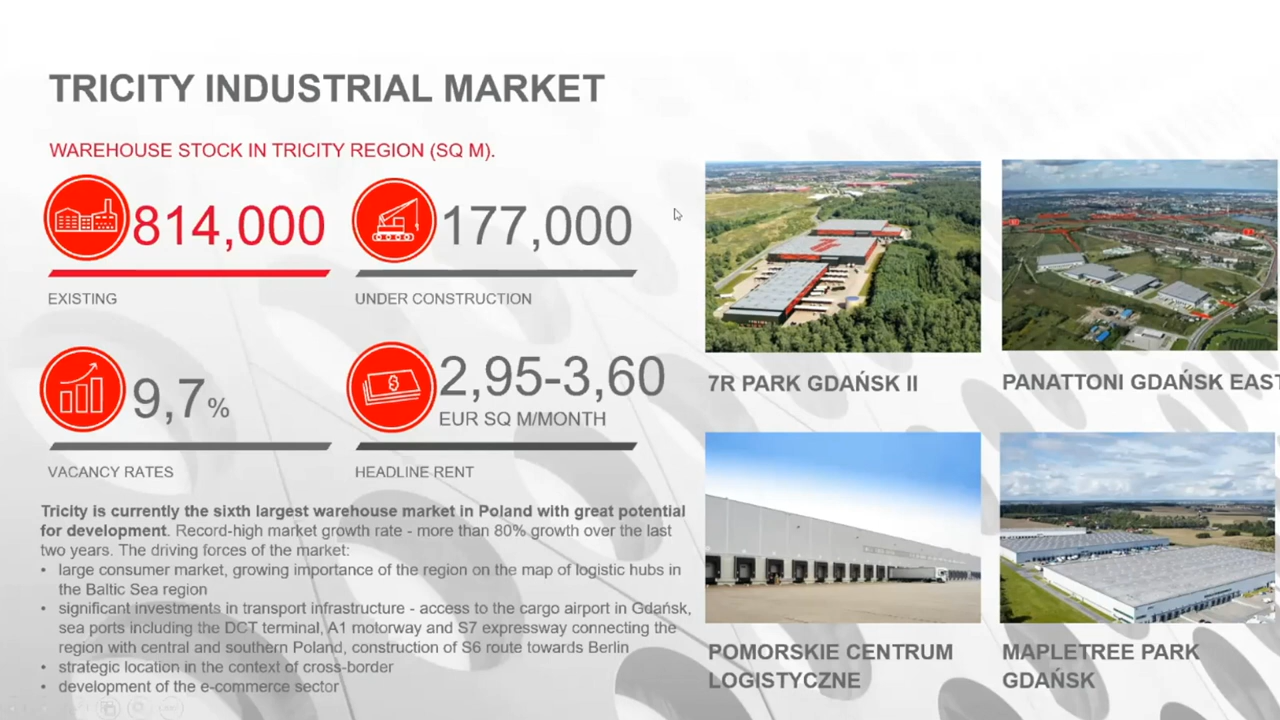 TRICITY INDUSTRIAL MARKET
WAREHOUSE STOCK IN TRICITY REGION (SQ M).
814,000
EXISTING
177,000
UNDER CONSTRUCTION
9,7%
VACANCY RATES
2,95-3,60
EUR SQ M/MONTH
HEADLINE RENT
Tricity is currently the sixth largest warehouse market in Poland with great potential
for development. Record-high market growth rate - more than 80% growth over the last
two years. The driving forces of the market:
• large consumer market, growing importance of the region on the map of logistic hubs in
the Baltic Sea region
• significant investments in transport infrastructure - access to the cargo airport in Gdańsk,
sea ports including the DCT terminal, A1 motorway and S7 expressway connecting the
region with central and southern Poland, construction of S6 route towards Berlin
• strategic location in the context of cross-border
• development of the e-commerce sector
7R PARK GDAŃSK II
PANATTONI GDAŃSK EAST
POMORSKIE CENTRUM
LOGISTYCZNE
MAPLETREE PARK
GDAŃSK